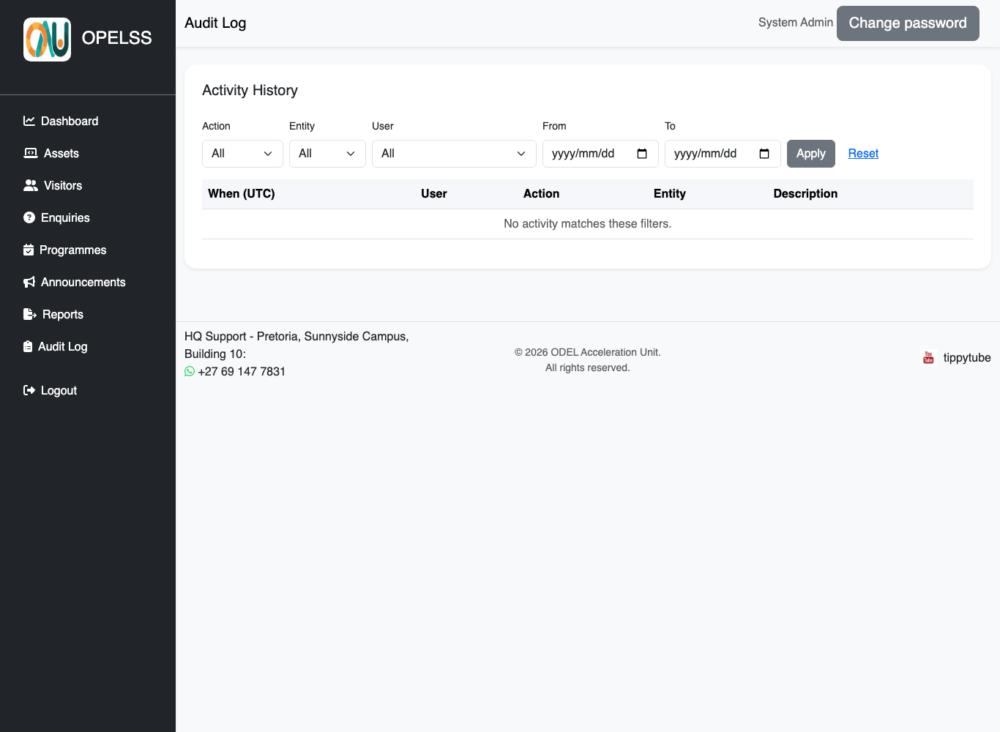 OPELSS
Audit Log
System Admin
Change password
Dashboard
Assets
Visitors
Enquiries
Programmes
Announcements
Reports
Audit Log
Logout
Activity History
Action
Entity
User
From
To
All
All
All
yyyy/mm/dd
yyyy/mm/dd
Apply
Reset
When (UTC)
User
Action
Entity
Description
No activity matches these filters.
HQ Support - Pretoria, Sunnyside Campus,
Building 10:
+27 69 147 7831
© 2026 ODEL Acceleration Unit.
All rights reserved.
You
Tube
tippytube